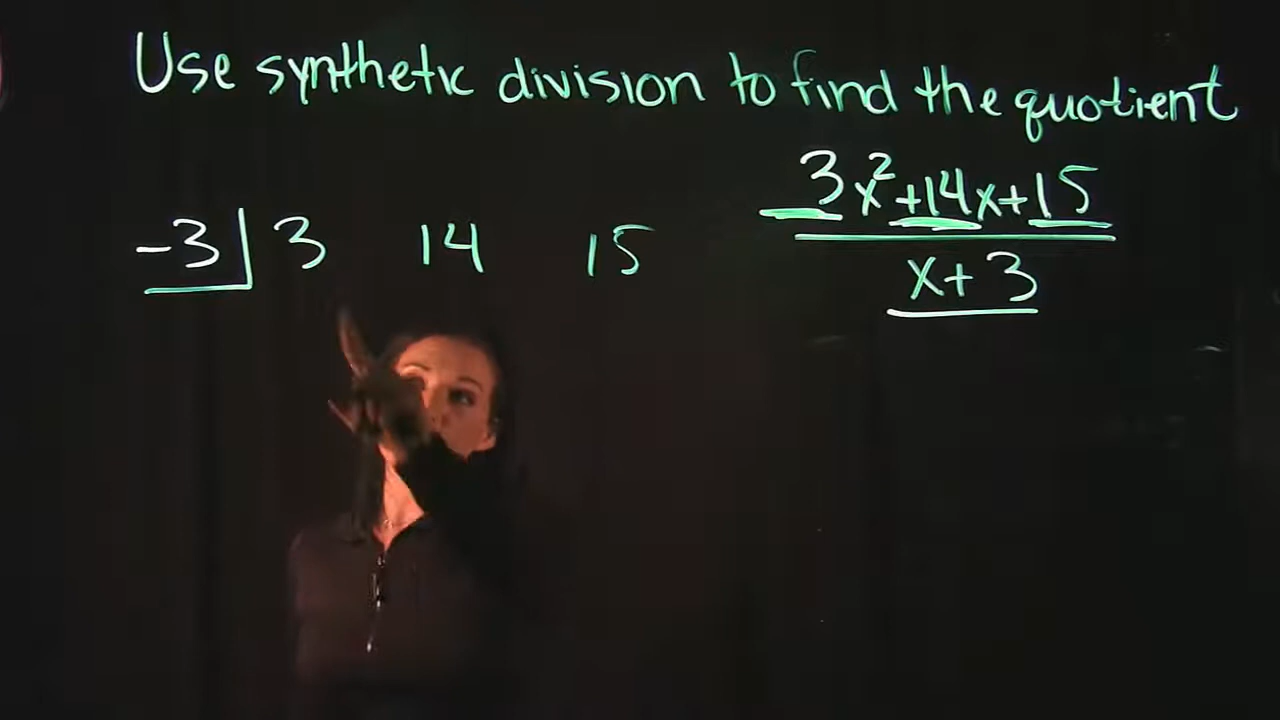 Use synthetic division to find the quotient
3x²+14x+15
x+3
-3 3 14 15